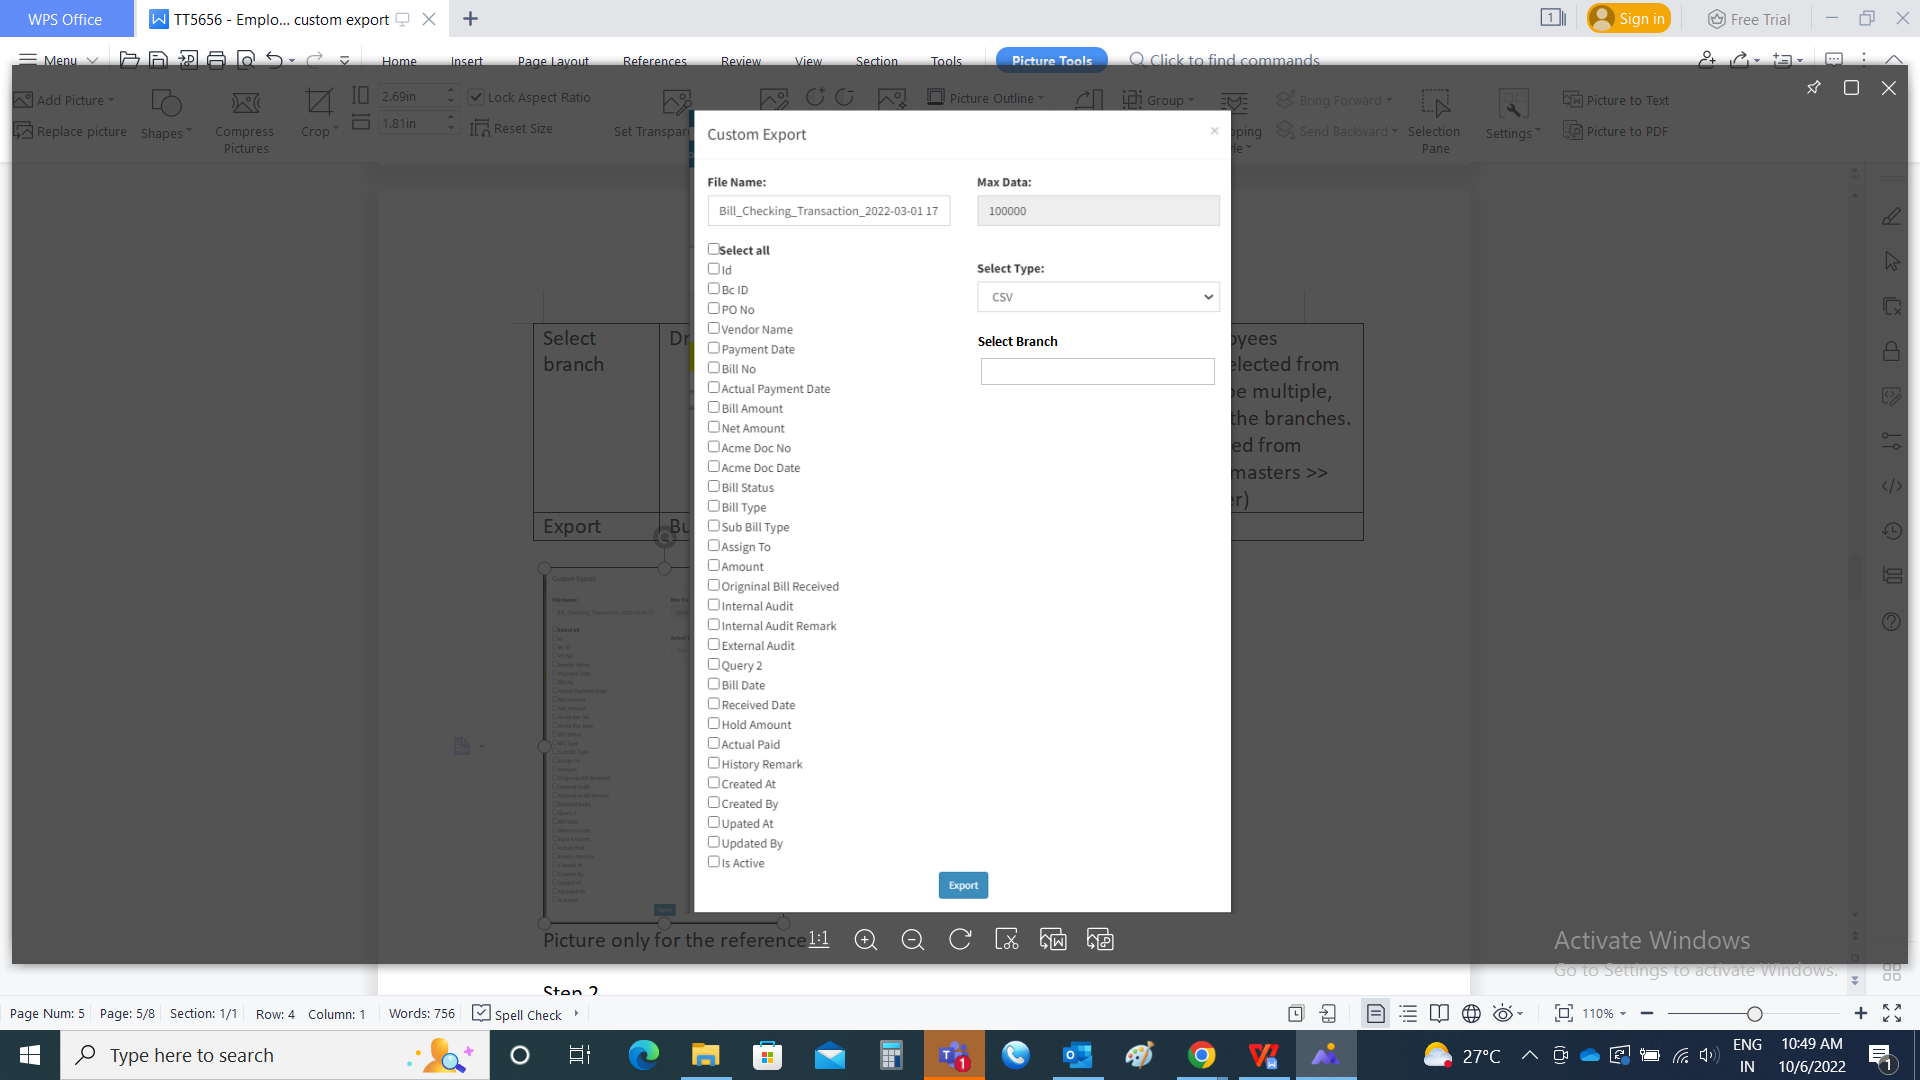 WPS Office
TT5656 - Emplo... custom export
1
Sign in
Free Trial
Menu
Home
Insert
Page Layout
References
Review
View
Section
Tools
Picture Tools
Click to find commands
Add Picture
Replace picture
Shapes
Compress
Pictures
Crop
2.69in
1.81in
Lock Aspect Ratio
Reset Size
Set Transpar
Picture Outline
Group
Bring Forward
Send Backward
Selection
Pane
Settings
Picture to Text
Picture to PDF
Custom Export
×
File Name:
Max Data:
Bill_Checking_Transaction_2022-03-01 17
100000
Select all
Id
Bc ID
PO No
Vendor Name
Payment Date
Bill No
Actual Payment Date
Bill Amount
Net Amount
Acme Doc No
Acme Doc Date
Bill Status
Bill Type
Sub Bill Type
Assign To
Amount
Origninal Bill Received
Internal Audit
Internal Audit Remark
External Audit
Query 2
Bill Date
Received Date
Hold Amount
Actual Paid
History Remark
Created At
Created By
Upated At
Updated By
Is Active
Select Type:
CSV
Select Branch
Export
Select
branch
elected from
be multiple,
the branches.
ed from
masters >>
er)
Export
Picture only for the reference
1:1
Activate Windows
Go to Settings to activate Windows.
Step 2
Page Num: 5
Page: 5/8
Section: 1/1
Row: 4
Column: 1
Words: 756
Spell Check
110%
Type here to search
1
27°C
ENG
IN
10:49 AM
10/6/2022
1